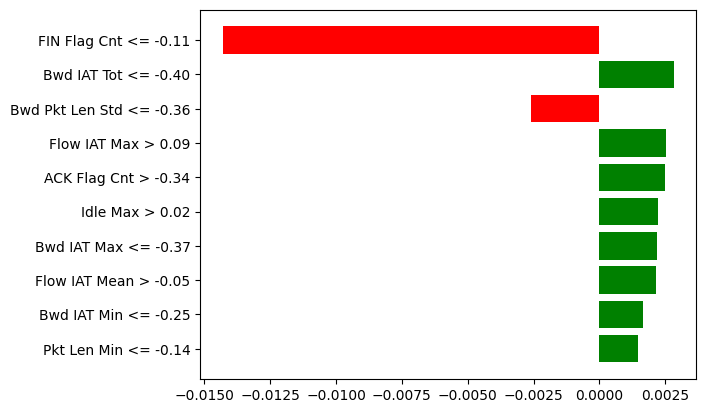 FIN Flag Cnt <= -0.11
Bwd IAT Tot <= -0.40
Bwd Pkt Len Std <= -0.36
Flow IAT Max > 0.09
ACK Flag Cnt > -0.34
Idle Max > 0.02
Bwd IAT Max <= -0.37
Flow IAT Mean > -0.05
Bwd IAT Min <= -0.25
Pkt Len Min <= -0.14
−0.0150 −0.0125 −0.0100 −0.0075 −0.0050 −0.0025 0.0000 0.0025